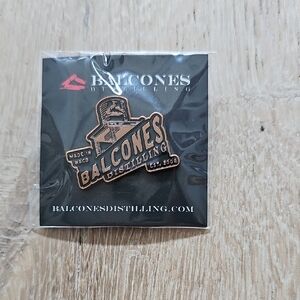 BALCONES
DISTILLING
MADE IN
WACO
BALCONES
DISTILLING
EST. 2008
BALCONESDISTILLING.COM